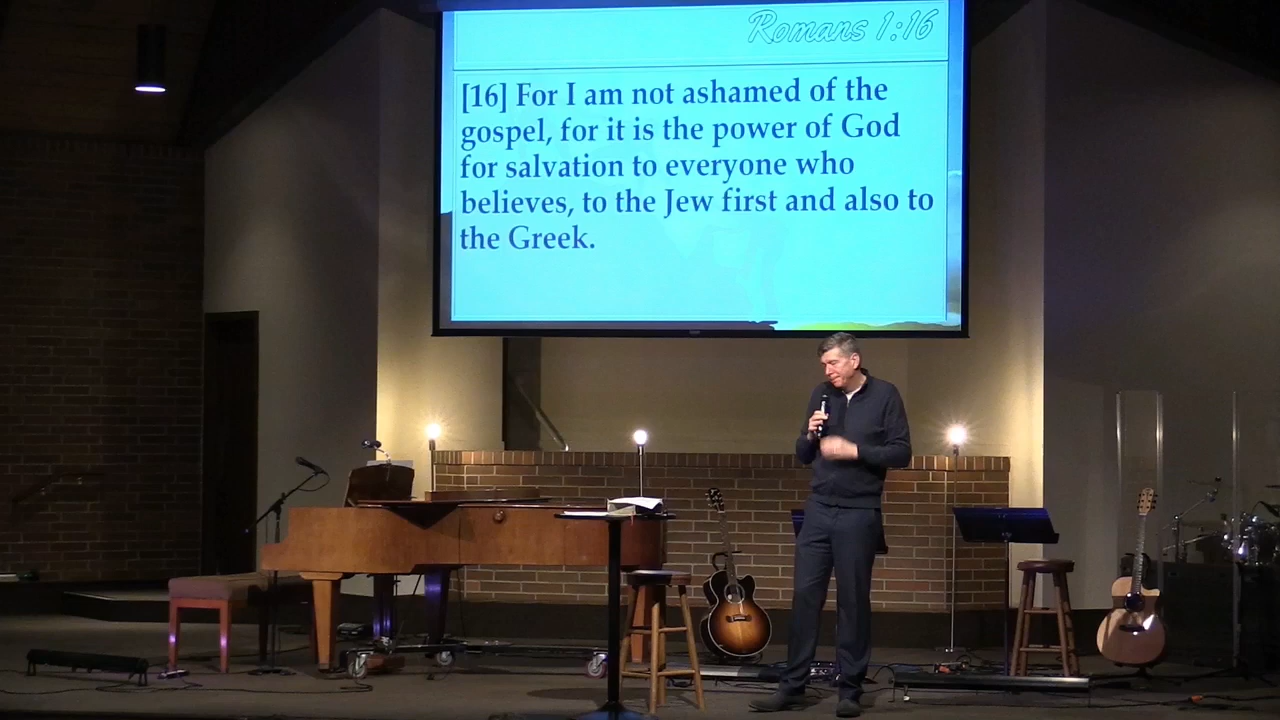 Romans 1:16
[16] For I am not ashamed of the
gospel, for it is the power of God
for salvation to everyone who
believes, to the Jew first and also to
the Greek.